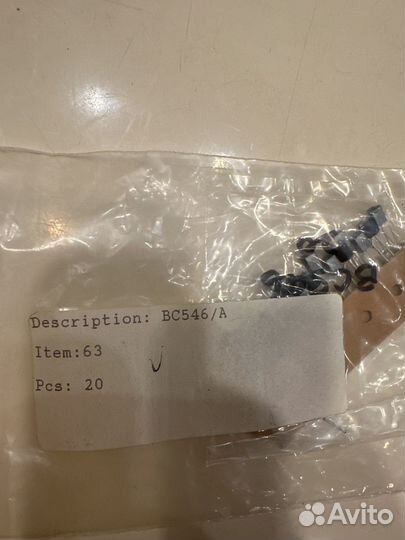 Description: BC546/A
Item:63
Pcs: 20
Avito